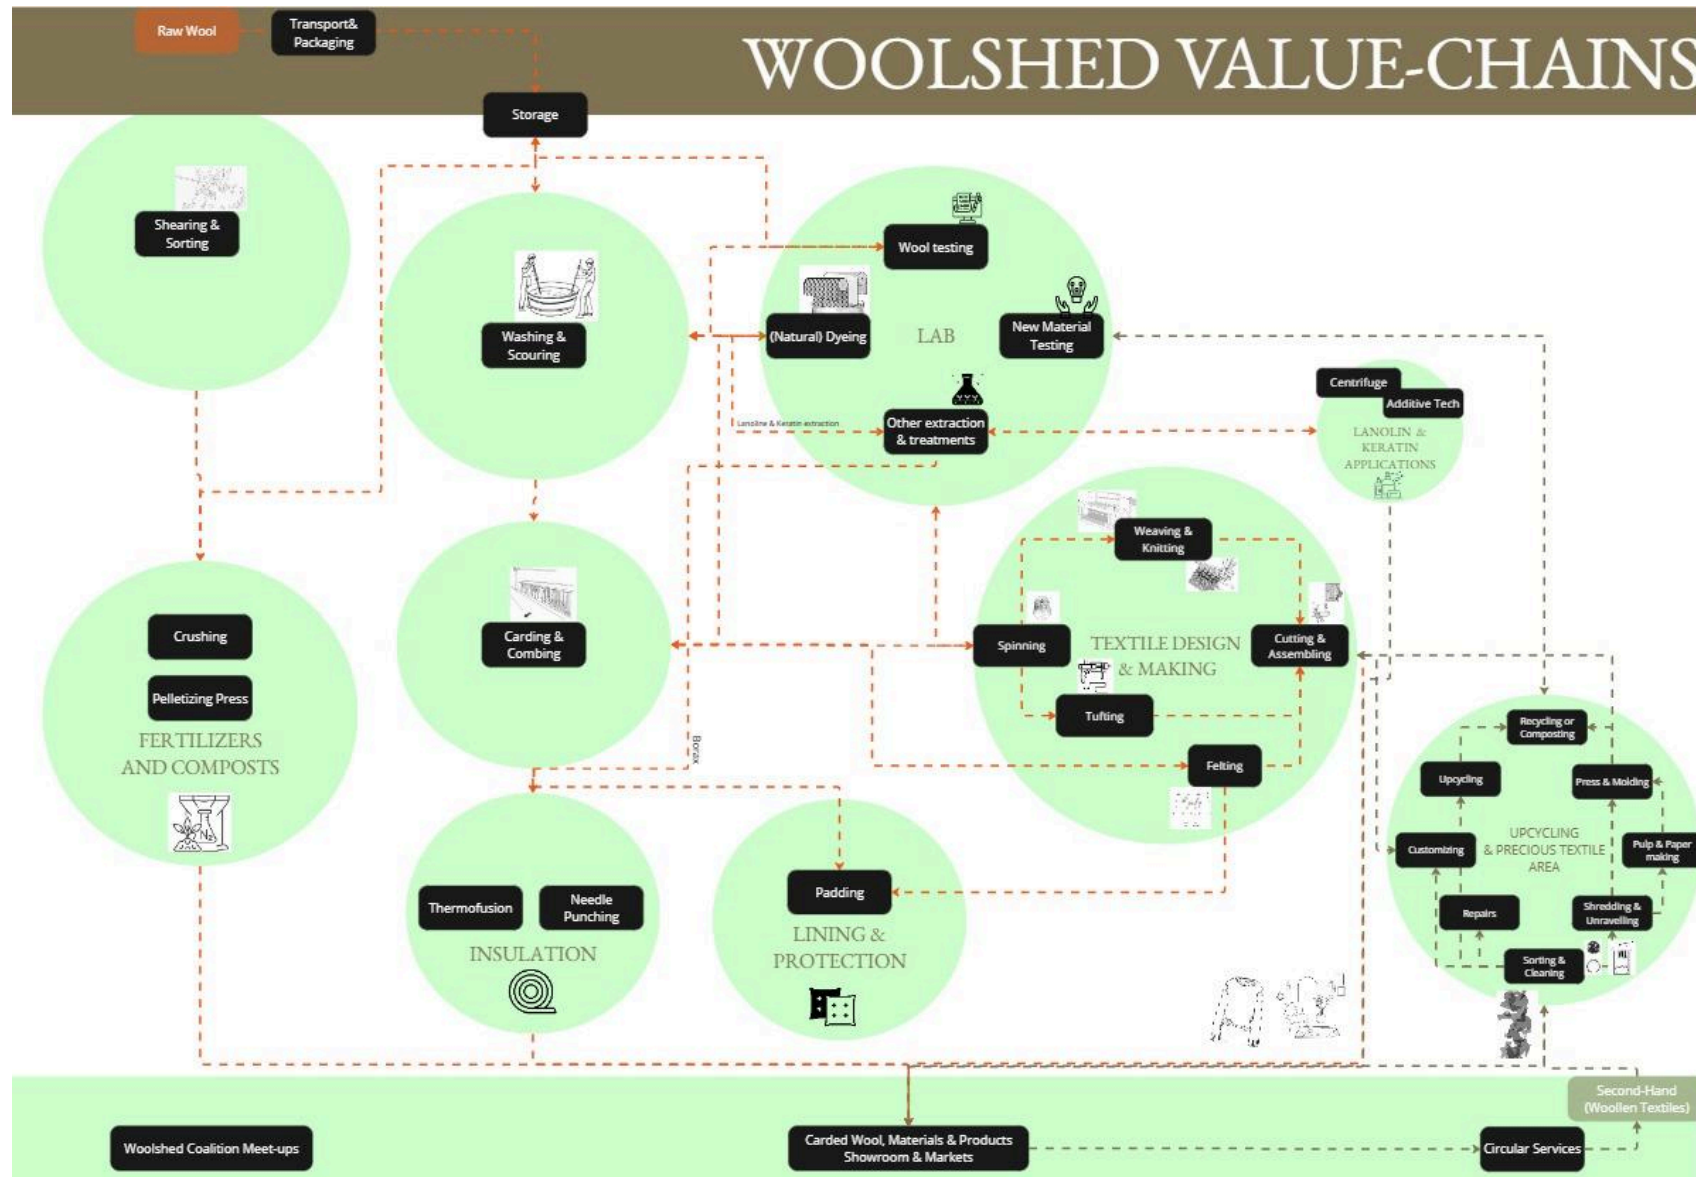 Raw Wool
Transport&
Packaging
WOOLSHED VALUE-CHAINS
Storage
Shearing &
Sorting
Washing &
Scouring
Wool testing
(Natural) Dyeing
LAB
New Material
Testing
Lanoline & Keratin extraction
Other extraction
& treatments
Centrifuge
Additive Tech
LANOLIN &
KERATIN
APPLICATIONS
Weaving &
Knitting
Carding &
Combing
Spinning
TEXTILE DESIGN
& MAKING
Cutting &
Assembling
Tufting
Felting
Borax
Crushing
Pelletizing Press
FERTILIZERS
AND COMPOSTS
N2
Thermofusion
Needle
Punching
INSULATION
Padding
LINING &
PROTECTION
Recycling or
Composting
Upcycling
Press & Molding
Customizing
UPCYCLING
& PRECIOUS TEXTILE
AREA
Pulp & Paper
making
Repairs
Shredding &
Unravelling
Sorting &
Cleaning
Second-Hand
(Woollen Textiles)
Woolshed Coalition Meet-ups
Carded Wool, Materials & Products
Showroom & Markets
Circular Services